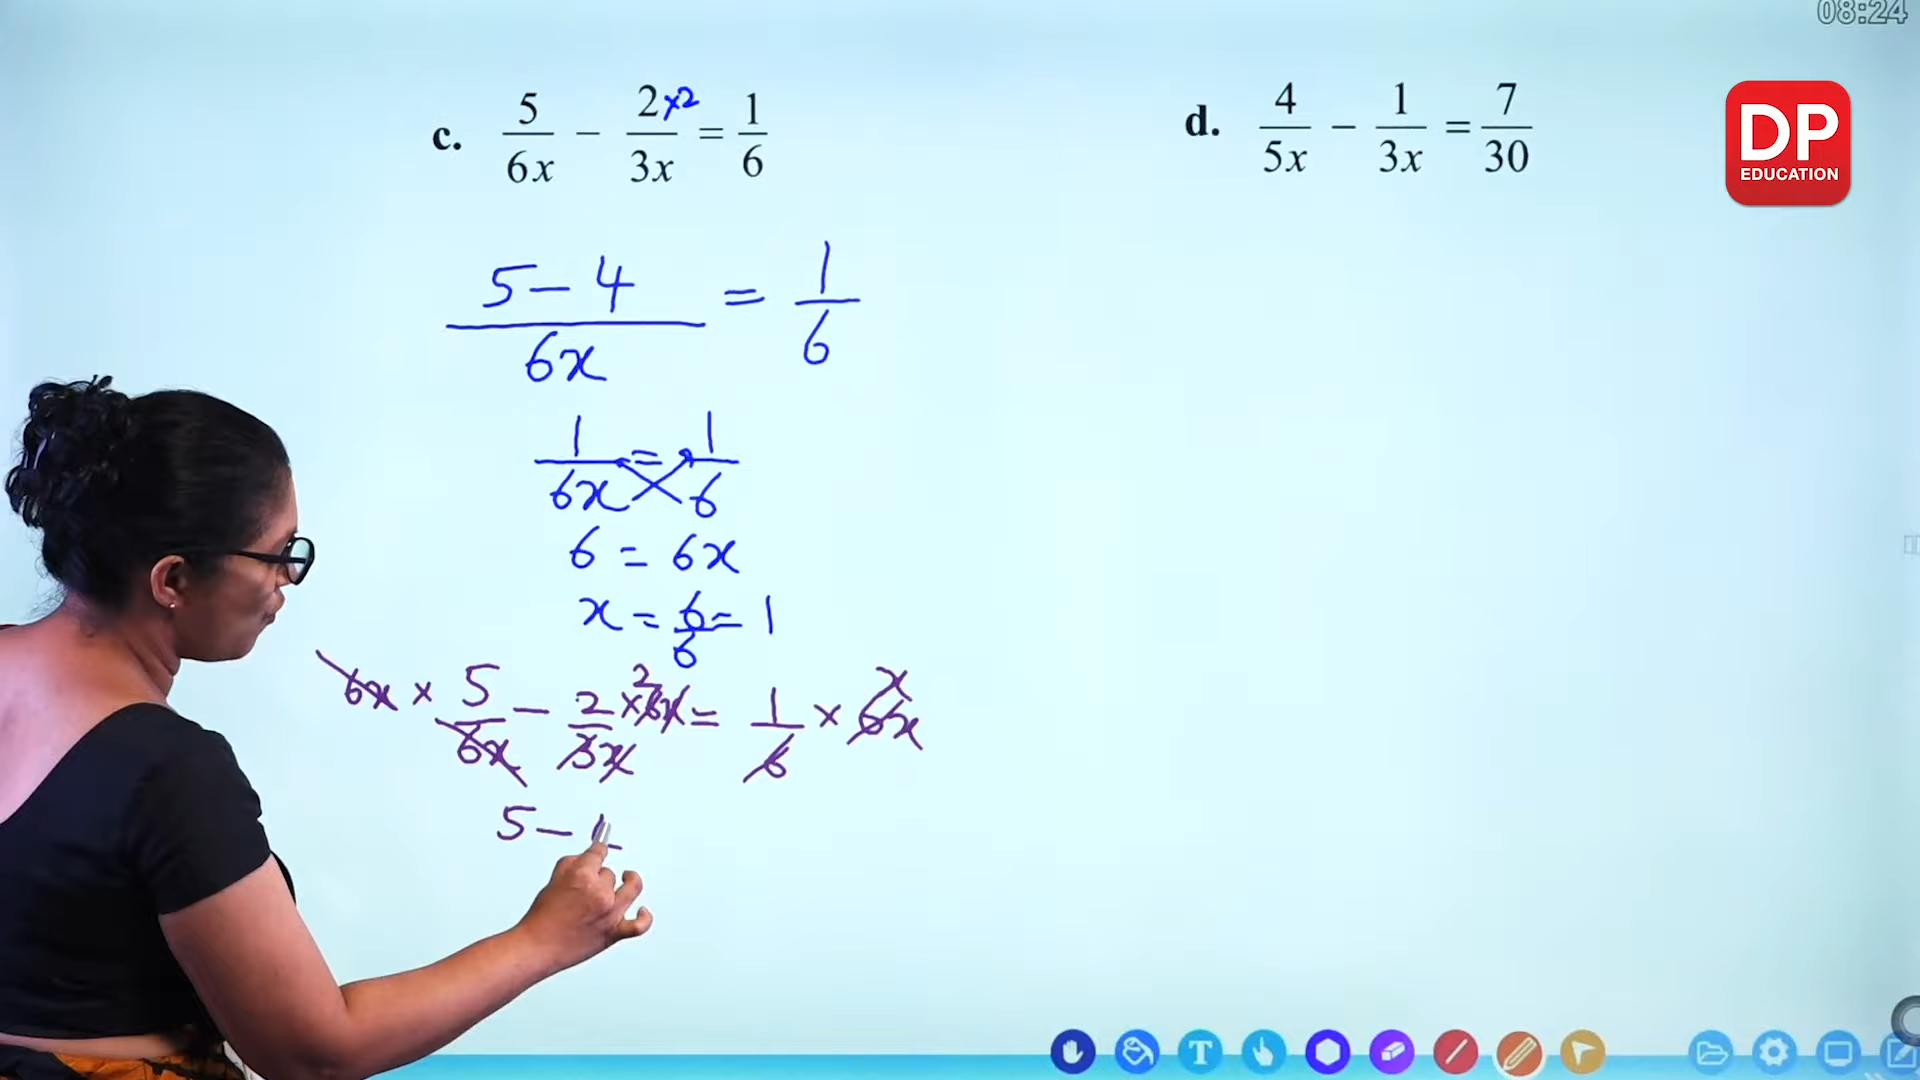 08:24
c. 5/6x − 2×2/3x = 1/6
d. 4/5x − 1/3x = 7/30
DP
EDUCATION
5 − 4/6x = 1/6
1/6x = 1/6
6 = 6x
x = 6/6 = 1
6x × 5/6x − 2/3x × 6x 2 = 1/6 × 6x x
5 −
T